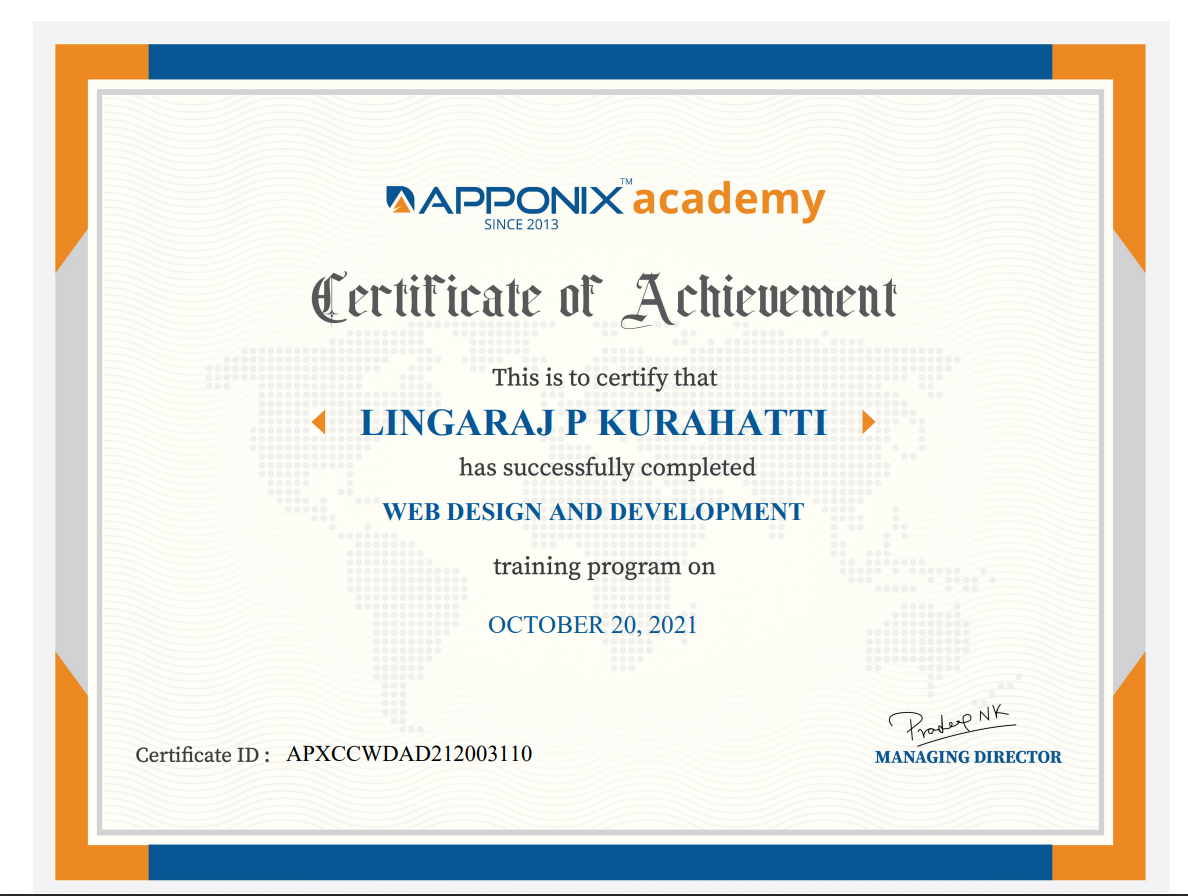 APPONIX™ academy
SINCE 2013
Certificate of Achievement
This is to certify that
LINGARAJ P KURAHATTI
has successfully completed
WEB DESIGN AND DEVELOPMENT
training program on
OCTOBER 20, 2021
Pradeep NK
MANAGING DIRECTOR
Certificate ID : APXCCWDAD212003110